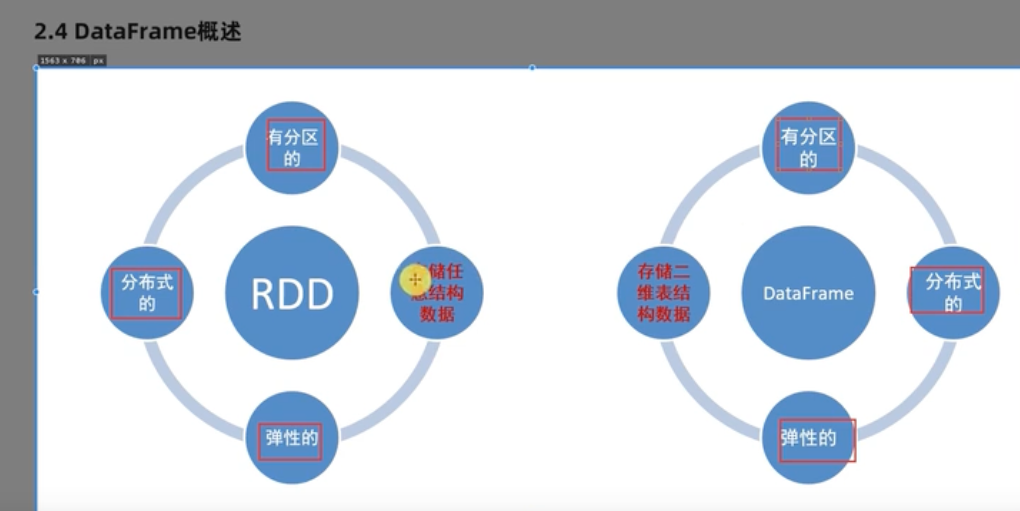 2.4 DataFrame概述
1563 x 706 px
有分区
的
分布式
的
RDD
储任
结构
数据
弹性的
有分区
的
存储二
维表结
构数据
DataFrame
分布式
的
弹性的